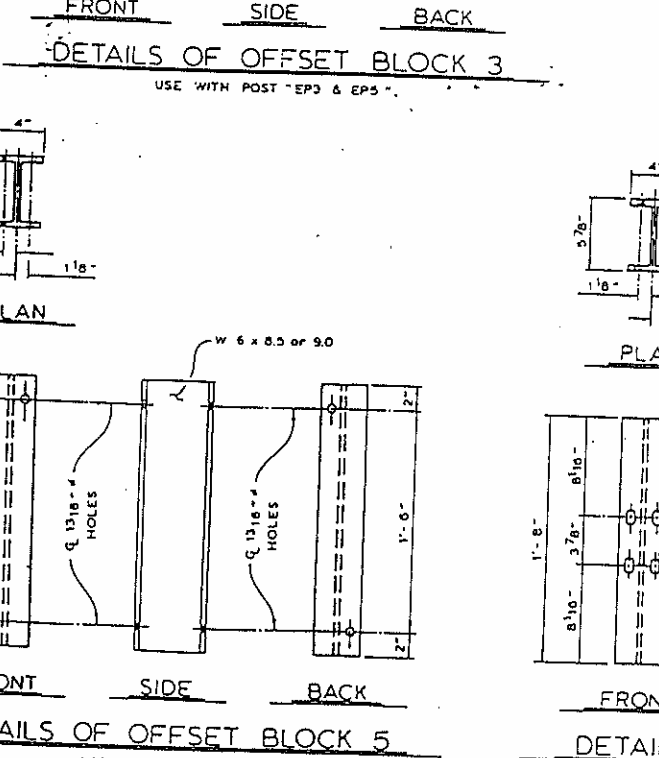 FRONT
SIDE
BACK
DETAILS OF OFFSET BLOCK 3
USE WITH POST "EP3 & EP5".
4"
4"
5 7/8"
1 1/8"
1 1/8"
LAN
PLA
W 6 x 8.5 or 9.0
2"
℄ 13/16" ø
HOLES
℄ 13/16" ø
HOLES
1'-6"
2"
1'-8"
8 1/16"
3 7/8"
8 1/16"
ONT
SIDE
BACK
FRON
AILS OF OFFSET BLOCK 5
DETAIL